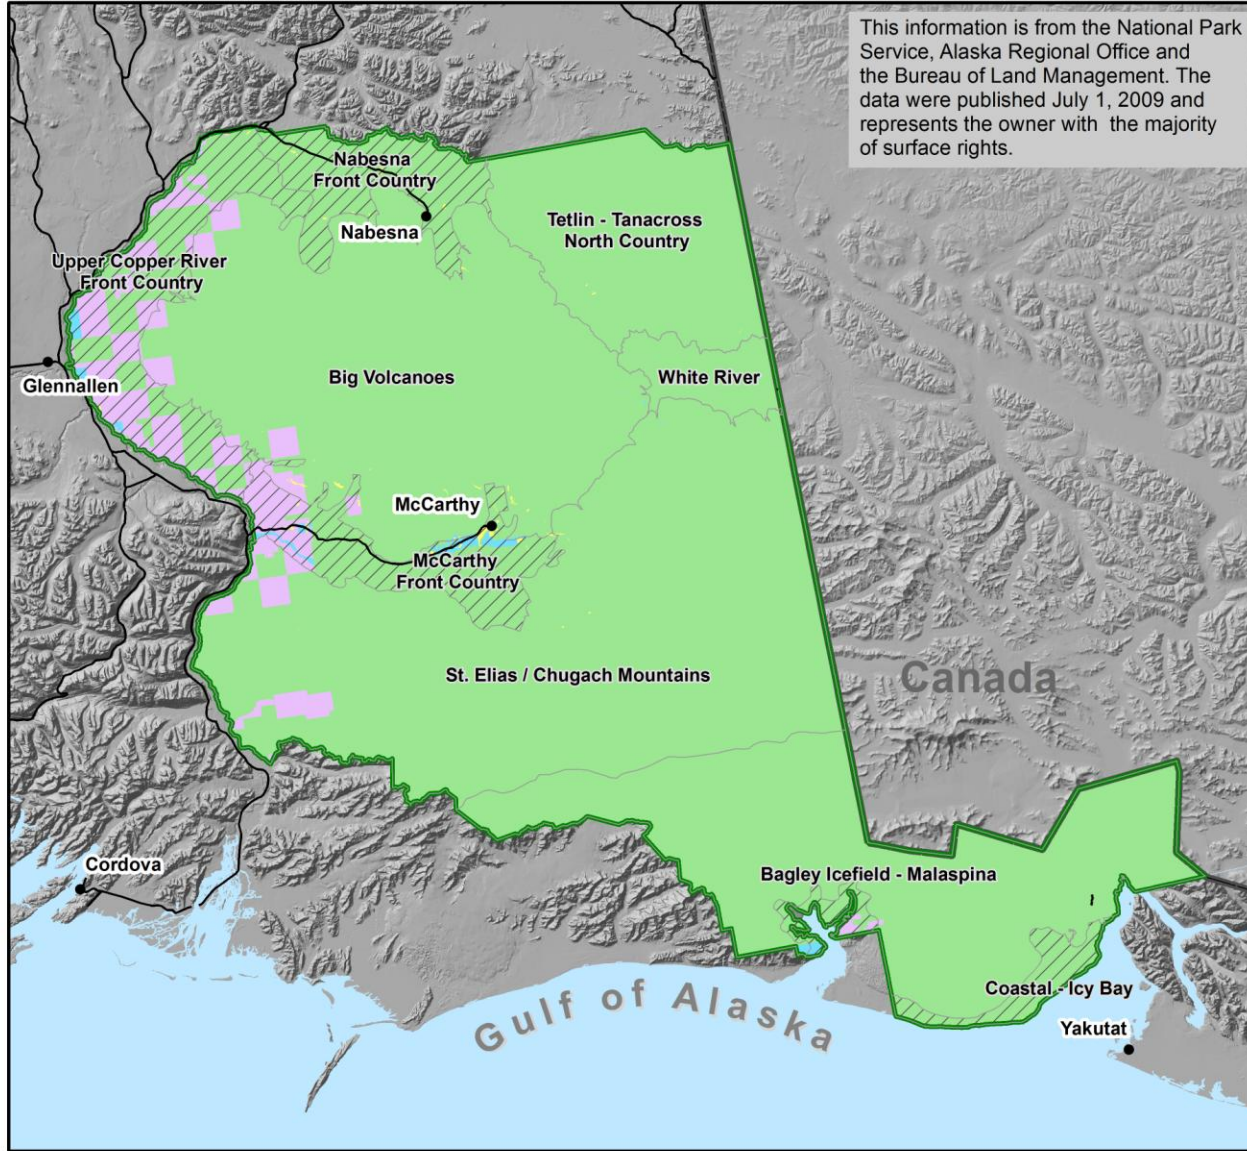 This information is from the National Park
Service, Alaska Regional Office and
the Bureau of Land Management. The
data were published July 1, 2009 and
represents the owner with the majority
of surface rights.
Nabesna
Front Country
Nabesna
Tetlin - Tanacross
North Country
Upper Copper River
Front Country
Glennallen
Big Volcanoes
White River
McCarthy
McCarthy
Front Country
St. Elias / Chugach Mountains
Canada
Cordova
Bagley Icefield - Malaspina
Coastal - Icy Bay
Gulf of Alaska
Yakutat